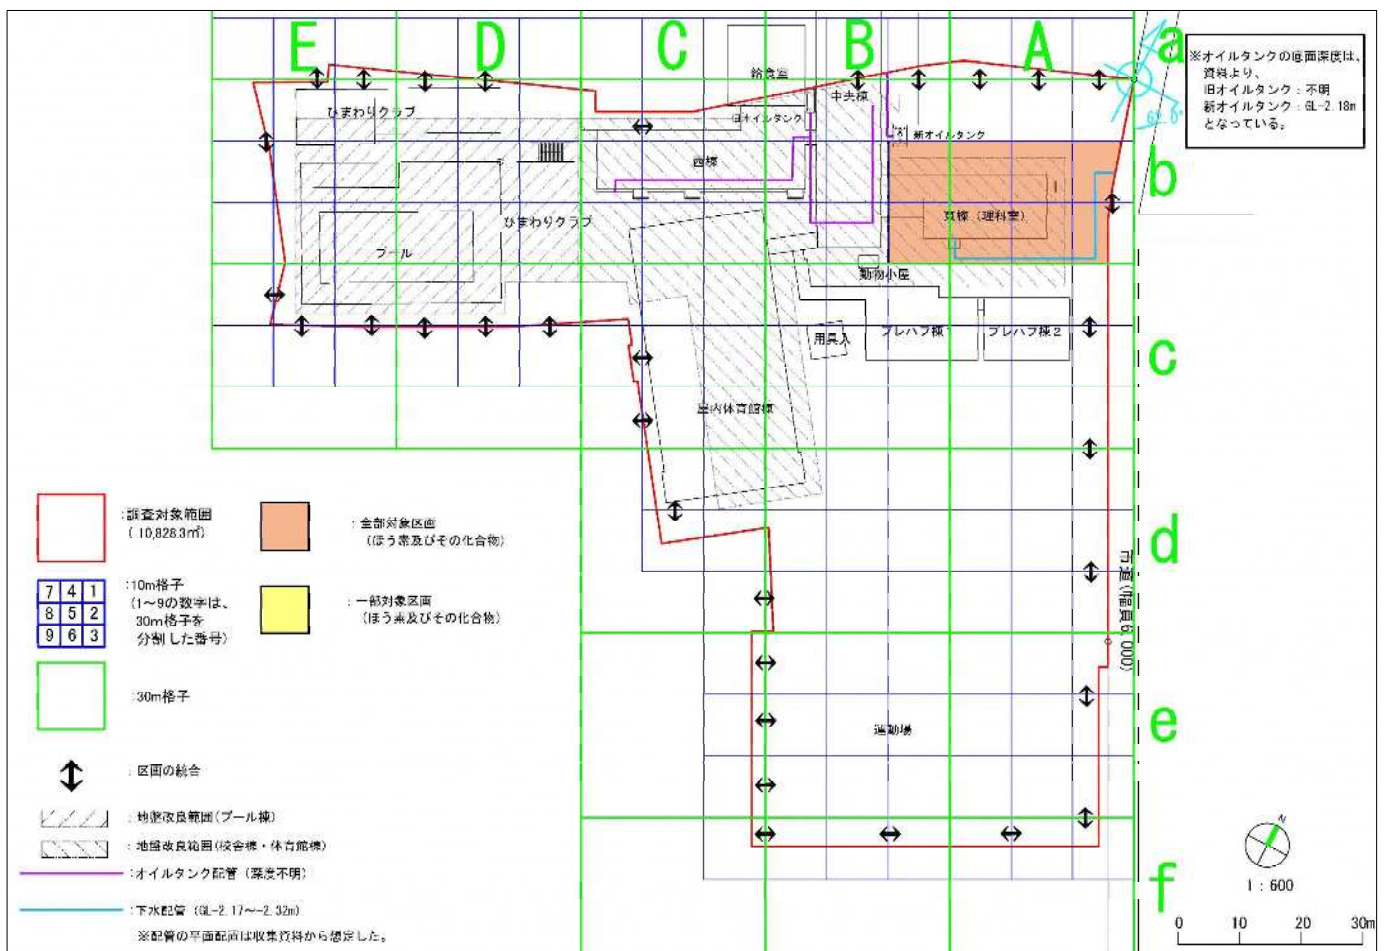 E
D
C
B
A
a
※オイルタンクの底面深度は、
資料より、
旧オイルタンク：不明
新オイルタンク：GL-2.18m
となっている。
給食室
中央棟
ひまわりクラブ
旧オイルタンク
新オイルタンク
西棟
b
東棟（理科室）
ひまわりクラブ
プール
動物小屋
用具入
プレハブ棟1
プレハブ棟2
c
屋内体育館棟
d
市道(幅員6.000)
e
運動場
f
：調査対象範囲
（10,828.3㎡）
：全部対象区画
（ほう素及びその化合物）
7 4 1
8 5 2
9 6 3
：10m格子
（1～9の数字は、
30m格子を
分割した番号）
：一部対象区画
（ほう素及びその化合物）
：30m格子
：区画の統合
：地盤改良範囲(プール棟)
：地盤改良範囲(校舎棟・体育館棟)
：オイルタンク配管（深度不明）
：下水配管（GL-2.17～-2.32m）
※配管の平面配置は収集資料から想定した。
N
1：600
0 10 20 30m